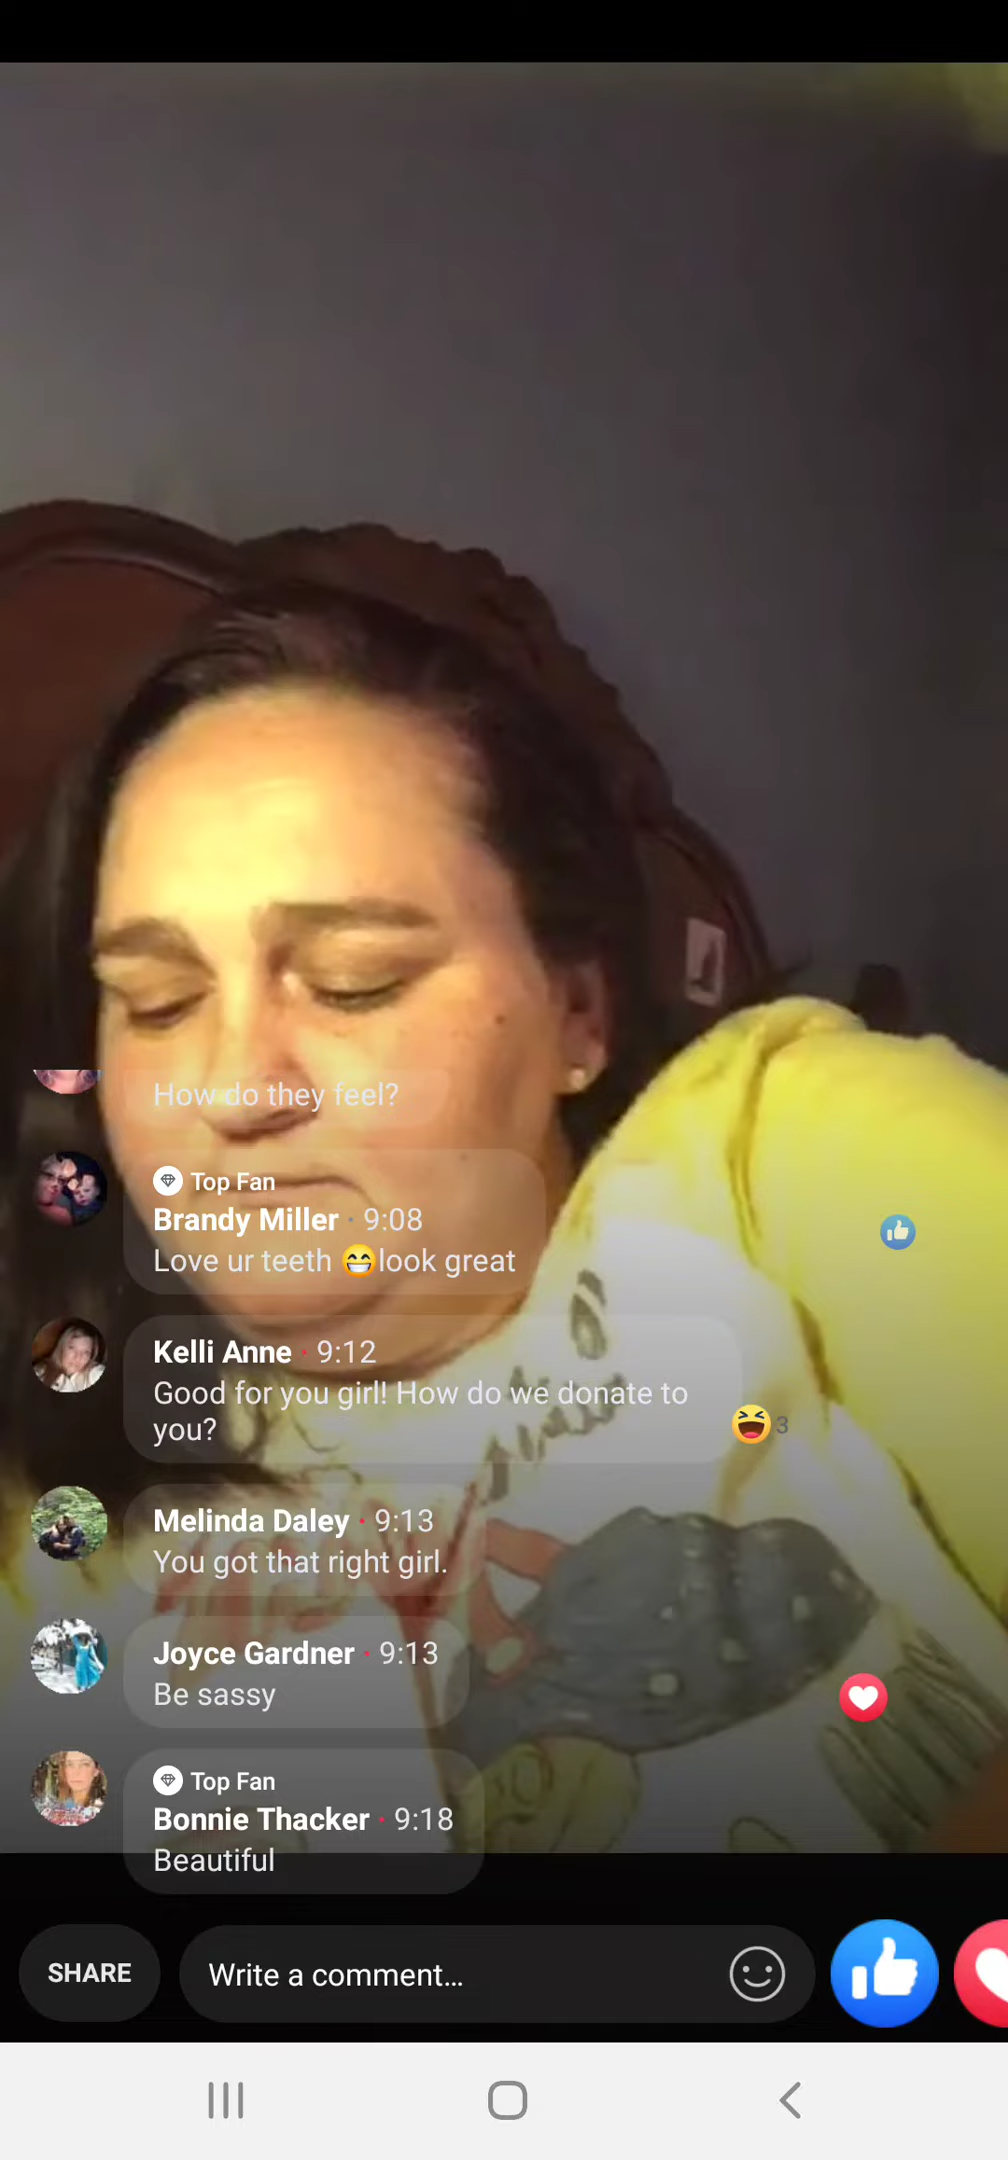 How do they feel?
Top Fan
Brandy Miller · 9:08
Love ur teeth 😁look great
Kelli Anne · 9:12
Good for you girl! How do we donate to
you?
3
Melinda Daley · 9:13
You got that right girl.
Joyce Gardner · 9:13
Be sassy
Top Fan
Bonnie Thacker · 9:18
Beautiful
SHARE
Write a comment...